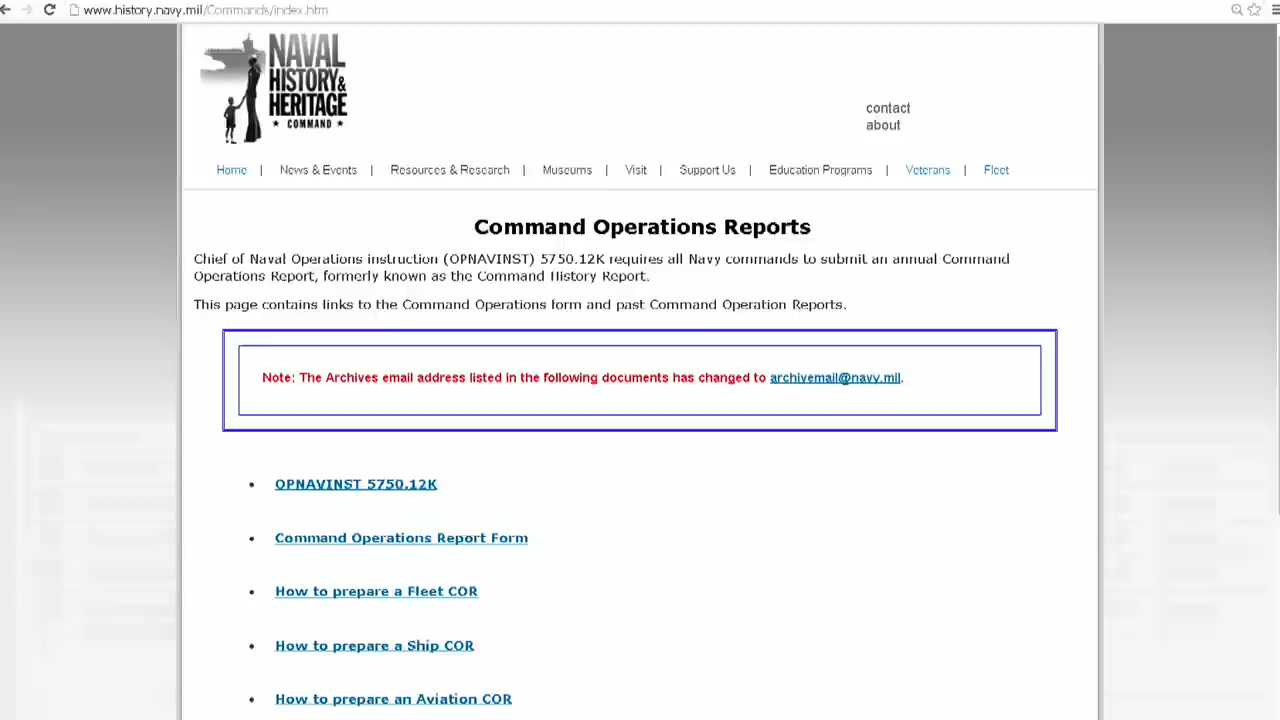 www.history.navy.mil/Commands/index.htm
NAVAL
HISTORY &
HERITAGE
★ COMMAND ★
contact
about
Home | News & Events | Resources & Research | Museums | Visit | Support Us | Education Programs | Veterans | Fleet
Command Operations Reports
Chief of Naval Operations instruction (OPNAVINST) 5750.12K requires all Navy commands to submit an annual Command
Operations Report, formerly known as the Command History Report.
This page contains links to the Command Operations form and past Command Operation Reports.
Note: The Archives email address listed in the following documents has changed to archivemail@navy.mil.
• OPNAVINST 5750.12K
• Command Operations Report Form
• How to prepare a Fleet COR
• How to prepare a Ship COR
• How to prepare an Aviation COR